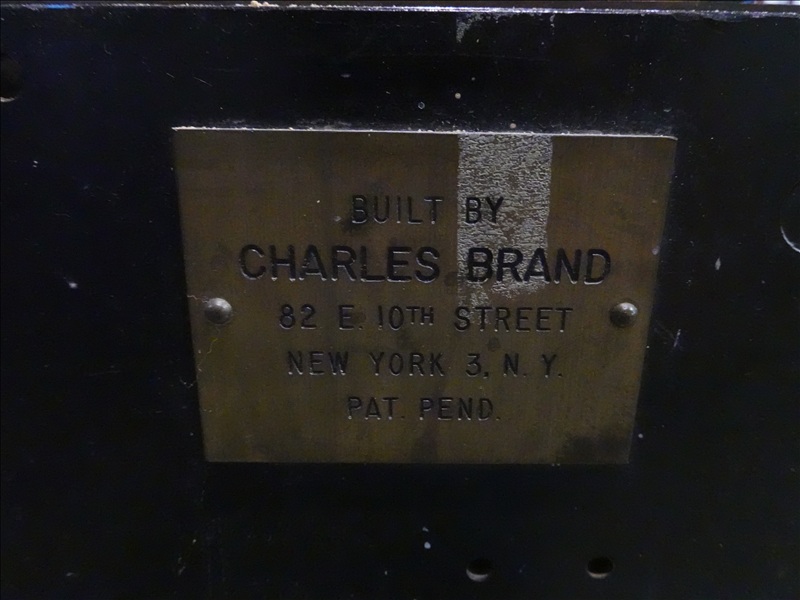 BUILT BY
CHARLES BRAND
82 E. 10TH STREET
NEW YORK 3, N. Y.
PAT. PEND.